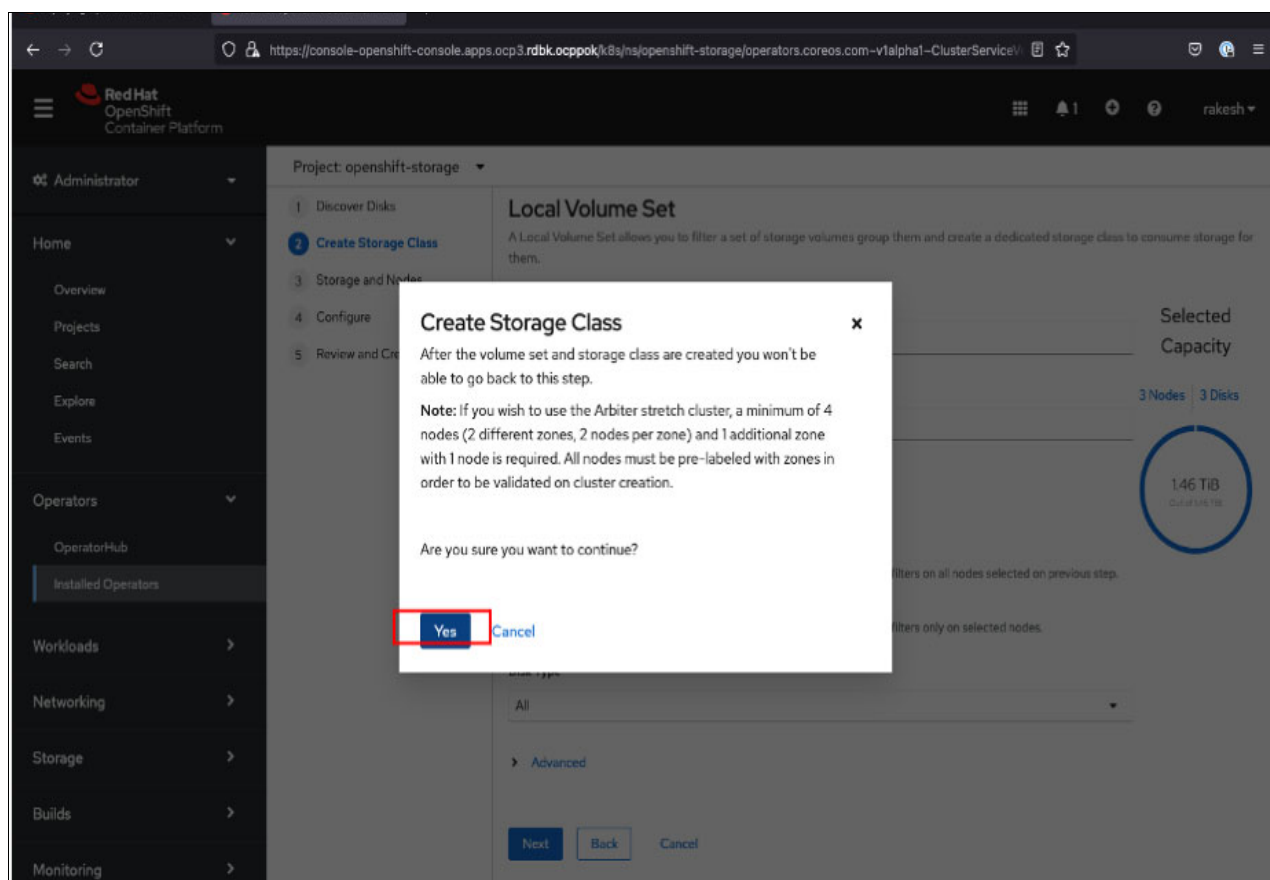 https://console-openshift-console.apps.ocp3.rdbk.ocppok/k8s/ns/openshift-storage/operators.coreos.com~v1alpha1~ClusterServiceV
Red Hat
OpenShift
Container Platform
1
rakesh
Administrator
Home
Overview
Projects
Search
Explore
Events
Operators
OperatorHub
Installed Operators
Workloads
Networking
Storage
Builds
Monitoring
Project: openshift-storage
1 Discover Disks
2 Create Storage Class
3 Storage and Nodes
4 Configure
5 Review and Cre
Local Volume Set
A Local Volume Set allows you to filter a set of storage volumes group them and create a dedicated storage class to consume storage for
them.
Create Storage Class
After the volume set and storage class are created you won't be
able to go back to this step.
Note: If you wish to use the Arbiter stretch cluster, a minimum of 4
nodes (2 different zones, 2 nodes per zone) and 1 additional zone
with 1 node is required. All nodes must be pre-labeled with zones in
order to be validated on cluster creation.
Are you sure you want to continue?
Yes
Cancel
filters on all nodes selected on previous step.
filters only on selected nodes.
Disk Type
All
Advanced
Next
Back
Cancel
Selected
Capacity
3 Nodes
3 Disks
1.46 TiB